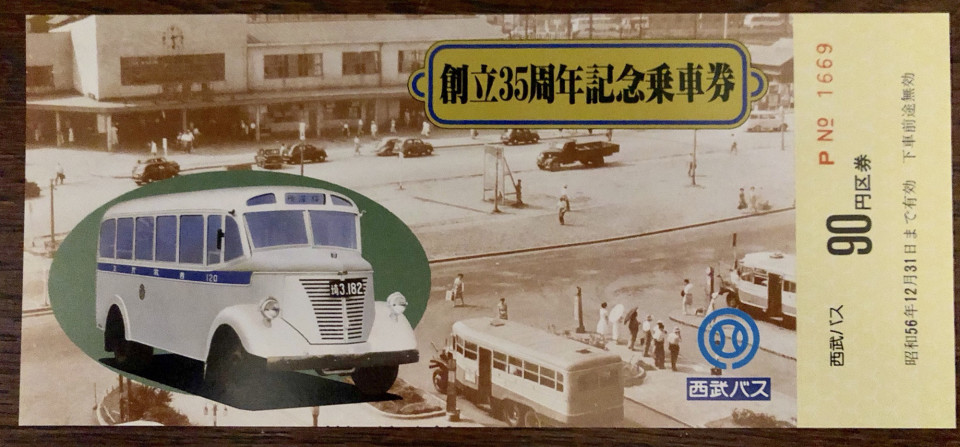 創立35周年記念乗車券
120
埼3,182
西武バス
P No 1669
西武バス 90円区券
昭和56年12月31日まで有効 下車前途無効